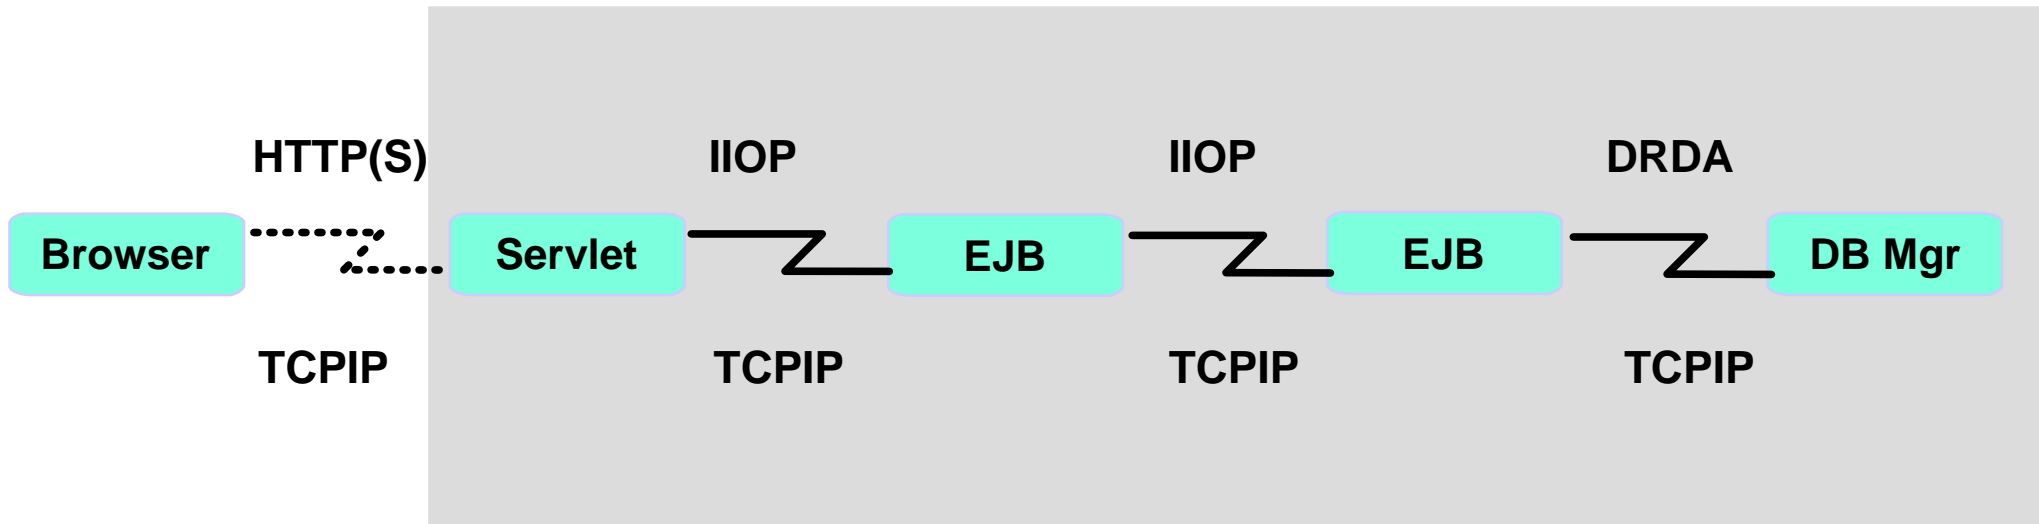 HTTP(S) IIOP IIOP DRDA
Browser Servlet EJB EJB DB Mgr
TCPIP TCPIP TCPIP TCPIP